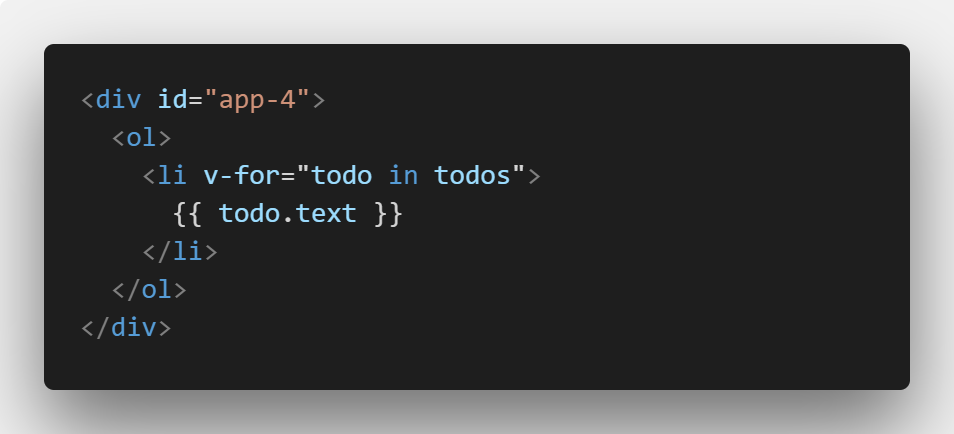 <div id="app-4">
  <ol>
    <li v-for="todo in todos">
      {{ todo.text }}
    </li>
  </ol>
</div>